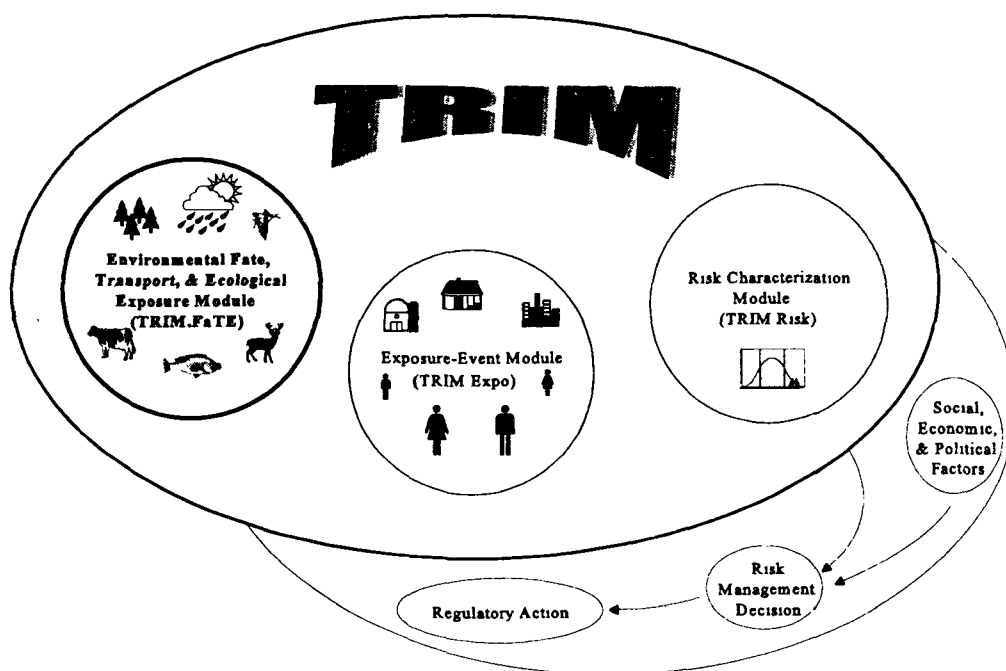 TRIM
Environmental Fate,
Transport, & Ecological
Exposure Module
(TRIM.FaTE)
Exposure-Event Module
(TRIM Expo)
Risk Characterization
Module
(TRIM Risk)
Social,
Economic,
& Political
Factors
Risk
Management
Decision
Regulatory Action